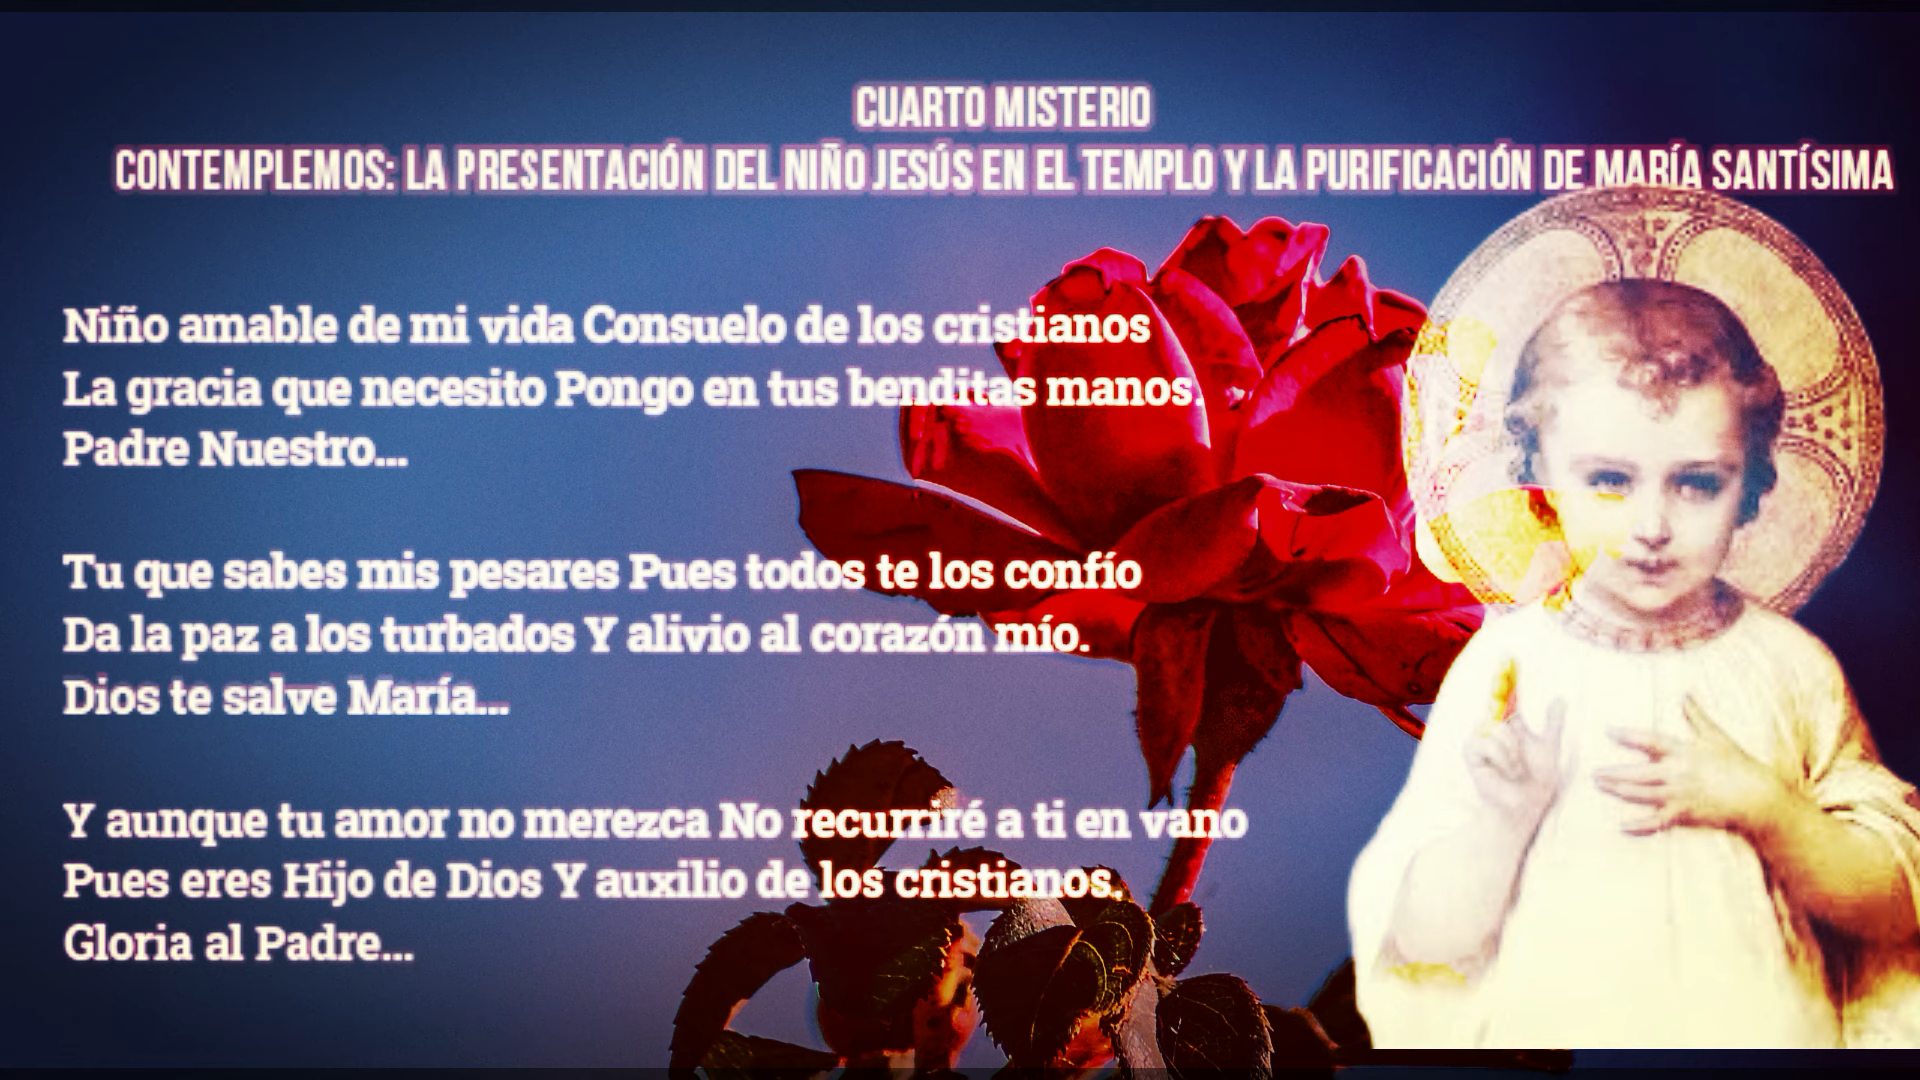 CUARTO MISTERIO
CONTEMPLEMOS: LA PRESENTACIÓN DEL NIÑO JESÚS EN EL TEMPLO Y LA PURIFICACIÓN DE MARÍA SANTÍSIMA
Niño amable de mi vida Consuelo de los cristianos
La gracia que necesito Pongo en tus benditas manos.
Padre Nuestro...
Tu que sabes mis pesares Pues todos te los confío
Da la paz a los turbados Y alivio al corazón mío.
Dios te salve María...
Y aunque tu amor no merezca No recurriré a ti en vano
Pues eres Hijo de Dios Y auxilio de los cristianos.
Gloria al Padre...